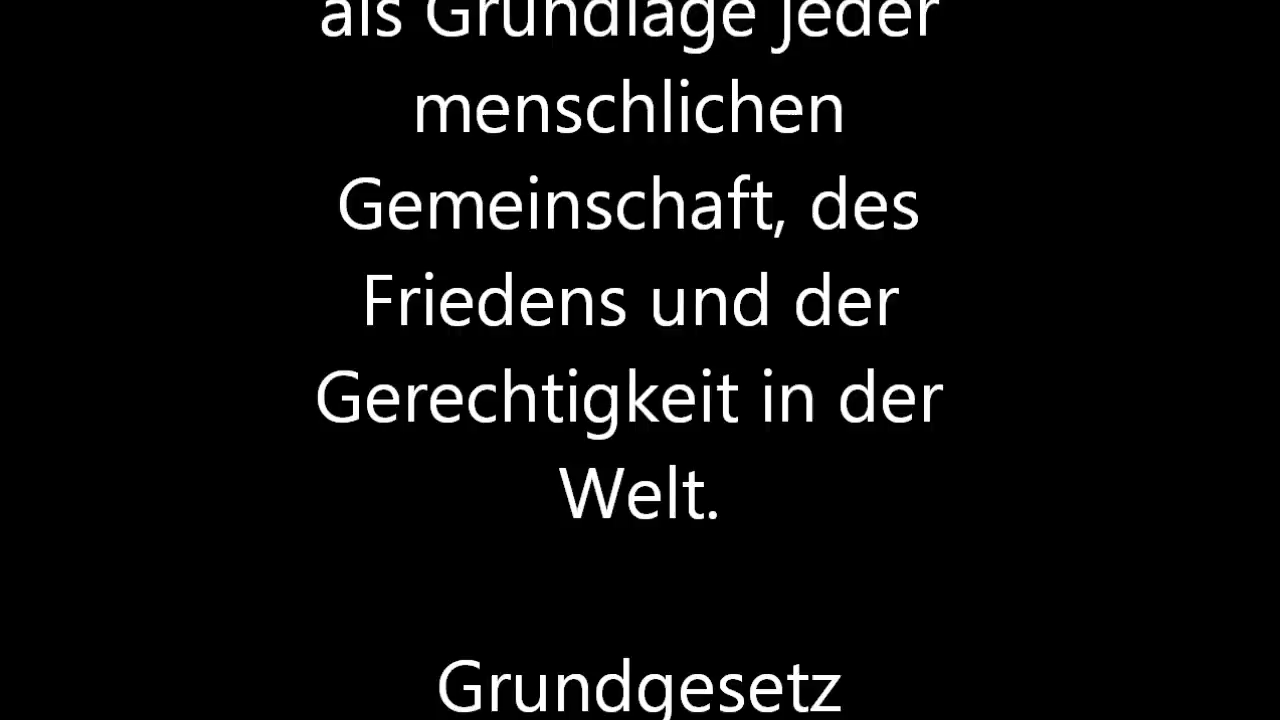 als Grundlage jeder
menschlichen
Gemeinschaft, des
Friedens und der
Gerechtigkeit in der
Welt.
Grundgesetz